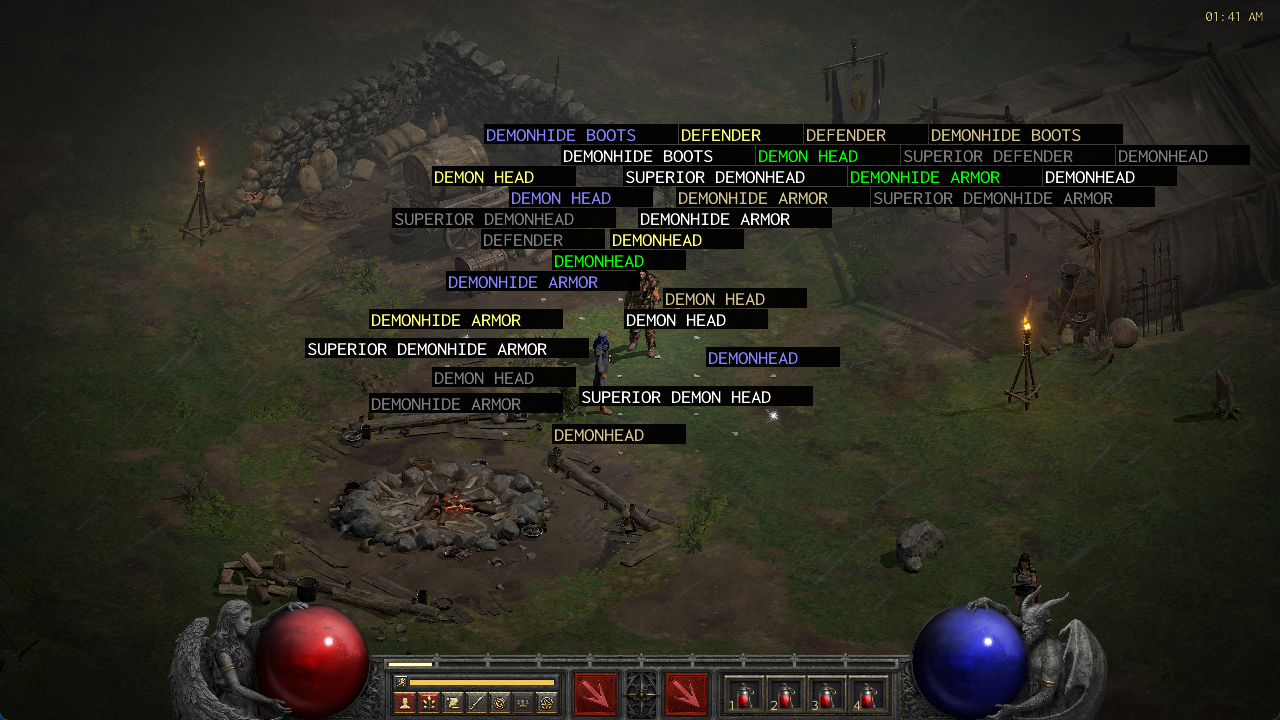 01:41 AM
DEMONHIDE BOOTS DEFENDER DEFENDER DEMONHIDE BOOTS
DEMONHIDE BOOTS DEMON HEAD SUPERIOR DEFENDER DEMONHEAD
DEMON HEAD SUPERIOR DEMONHEAD DEMONHIDE ARMOR DEMONHEAD
DEMON HEAD DEMONHIDE ARMOR SUPERIOR DEMONHIDE ARMOR
SUPERIOR DEMONHEAD DEMONHIDE ARMOR
DEFENDER DEMONHEAD
DEMONHEAD
DEMONHIDE ARMOR
DEMON HEAD
DEMONHIDE ARMOR DEMON HEAD
SUPERIOR DEMONHIDE ARMOR
DEMONHEAD
DEMON HEAD
SUPERIOR DEMON HEAD
DEMONHIDE ARMOR
DEMONHEAD
1 2 3 4